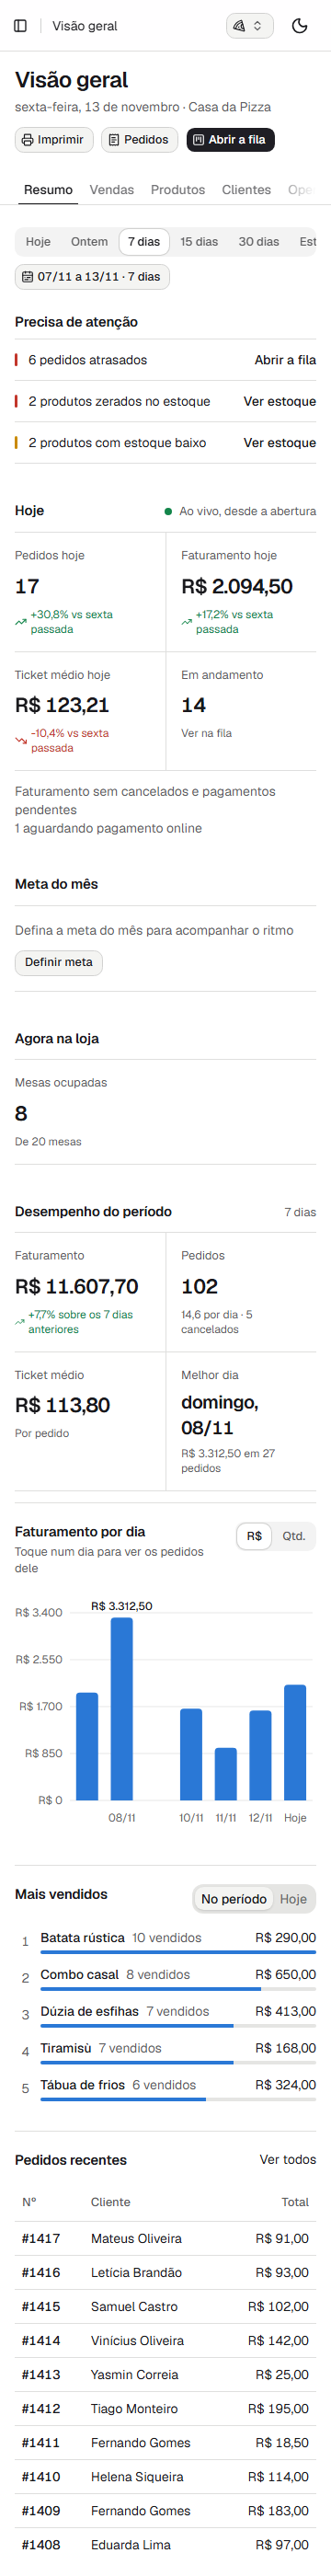 Visão geral
Visão geral
sexta-feira, 13 de novembro · Casa da Pizza
Imprimir
Pedidos
Abrir a fila
Resumo
Vendas
Produtos
Clientes
Ope
Hoje
Ontem
7 dias
15 dias
30 dias
Est
07/11 a 13/11 · 7 dias
Precisa de atenção
6 pedidos atrasados
Abrir a fila
2 produtos zerados no estoque
Ver estoque
2 produtos com estoque baixo
Ver estoque
Hoje
Ao vivo, desde a abertura
Pedidos hoje
17
+30,8% vs sexta
passada
Faturamento hoje
R$ 2.094,50
+17,2% vs sexta
passada
Ticket médio hoje
R$ 123,21
-10,4% vs sexta
passada
Em andamento
14
Ver na fila
Faturamento sem cancelados e pagamentos
pendentes
1 aguardando pagamento online
Meta do mês
Defina a meta do mês para acompanhar o ritmo
Definir meta
Agora na loja
Mesas ocupadas
8
De 20 mesas
Desempenho do período
7 dias
Faturamento
R$ 11.607,70
+7,7% sobre os 7 dias
anteriores
Pedidos
102
14,6 por dia · 5
cancelados
Ticket médio
R$ 113,80
Por pedido
Melhor dia
domingo,
08/11
R$ 3.312,50 em 27
pedidos
Faturamento por dia
Toque num dia para ver os pedidos
dele
R$
Qtd.
R$ 3.312,50
R$ 3.400
R$ 2.550
R$ 1.700
R$ 850
R$ 0
08/11
10/11
11/11
12/11
Hoje
Mais vendidos
No período
Hoje
1 Batata rústica 10 vendidos R$ 290,00
2 Combo casal 8 vendidos R$ 650,00
3 Dúzia de esfihas 7 vendidos R$ 413,00
4 Tiramisù 7 vendidos R$ 168,00
5 Tábua de frios 6 vendidos R$ 324,00
Pedidos recentes
Ver todos
Nº Cliente Total
#1417 Mateus Oliveira R$ 91,00
#1416 Letícia Brandão R$ 93,00
#1415 Samuel Castro R$ 102,00
#1414 Vinícius Oliveira R$ 142,00
#1413 Yasmin Correia R$ 25,00
#1412 Tiago Monteiro R$ 195,00
#1411 Fernando Gomes R$ 18,50
#1410 Helena Siqueira R$ 114,00
#1409 Fernando Gomes R$ 183,00
#1408 Eduarda Lima R$ 97,00